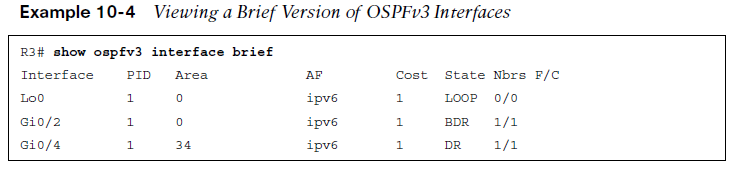 Example 10-4 Viewing a Brief Version of OSPFv3 Interfaces
R3# show ospfv3 interface brief
Interface PID Area AF Cost State Nbrs F/C
Lo0 1 0 ipv6 1 LOOP 0/0
Gi0/2 1 0 ipv6 1 BDR 1/1
Gi0/4 1 34 ipv6 1 DR 1/1